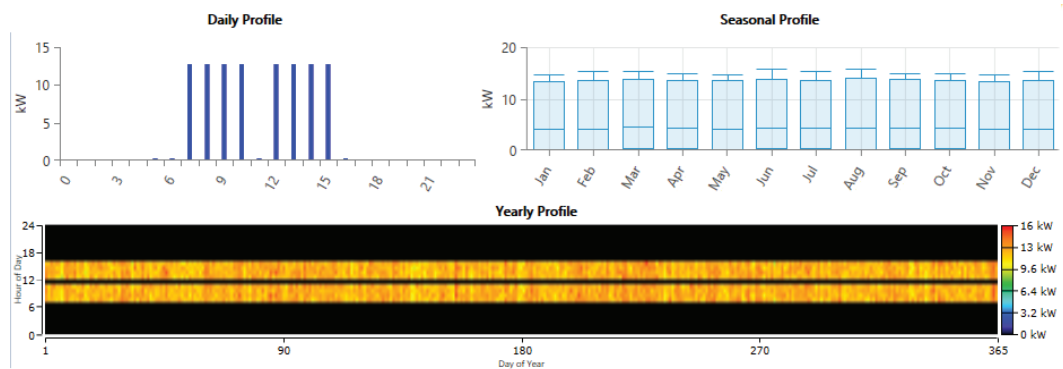 Daily Profile
15
10
5
0
kW
0
3
6
9
12
15
18
21
Seasonal Profile
20
10
0
kW
Jan
Feb
Mar
Apr
May
Jun
Jul
Aug
Sep
Oct
Nov
Dec
Yearly Profile
24
18
12
6
0
Hour of Day
1
90
180
270
365
Day of Year
16 kW
13 kW
9.6 kW
6.4 kW
3.2 kW
0 kW